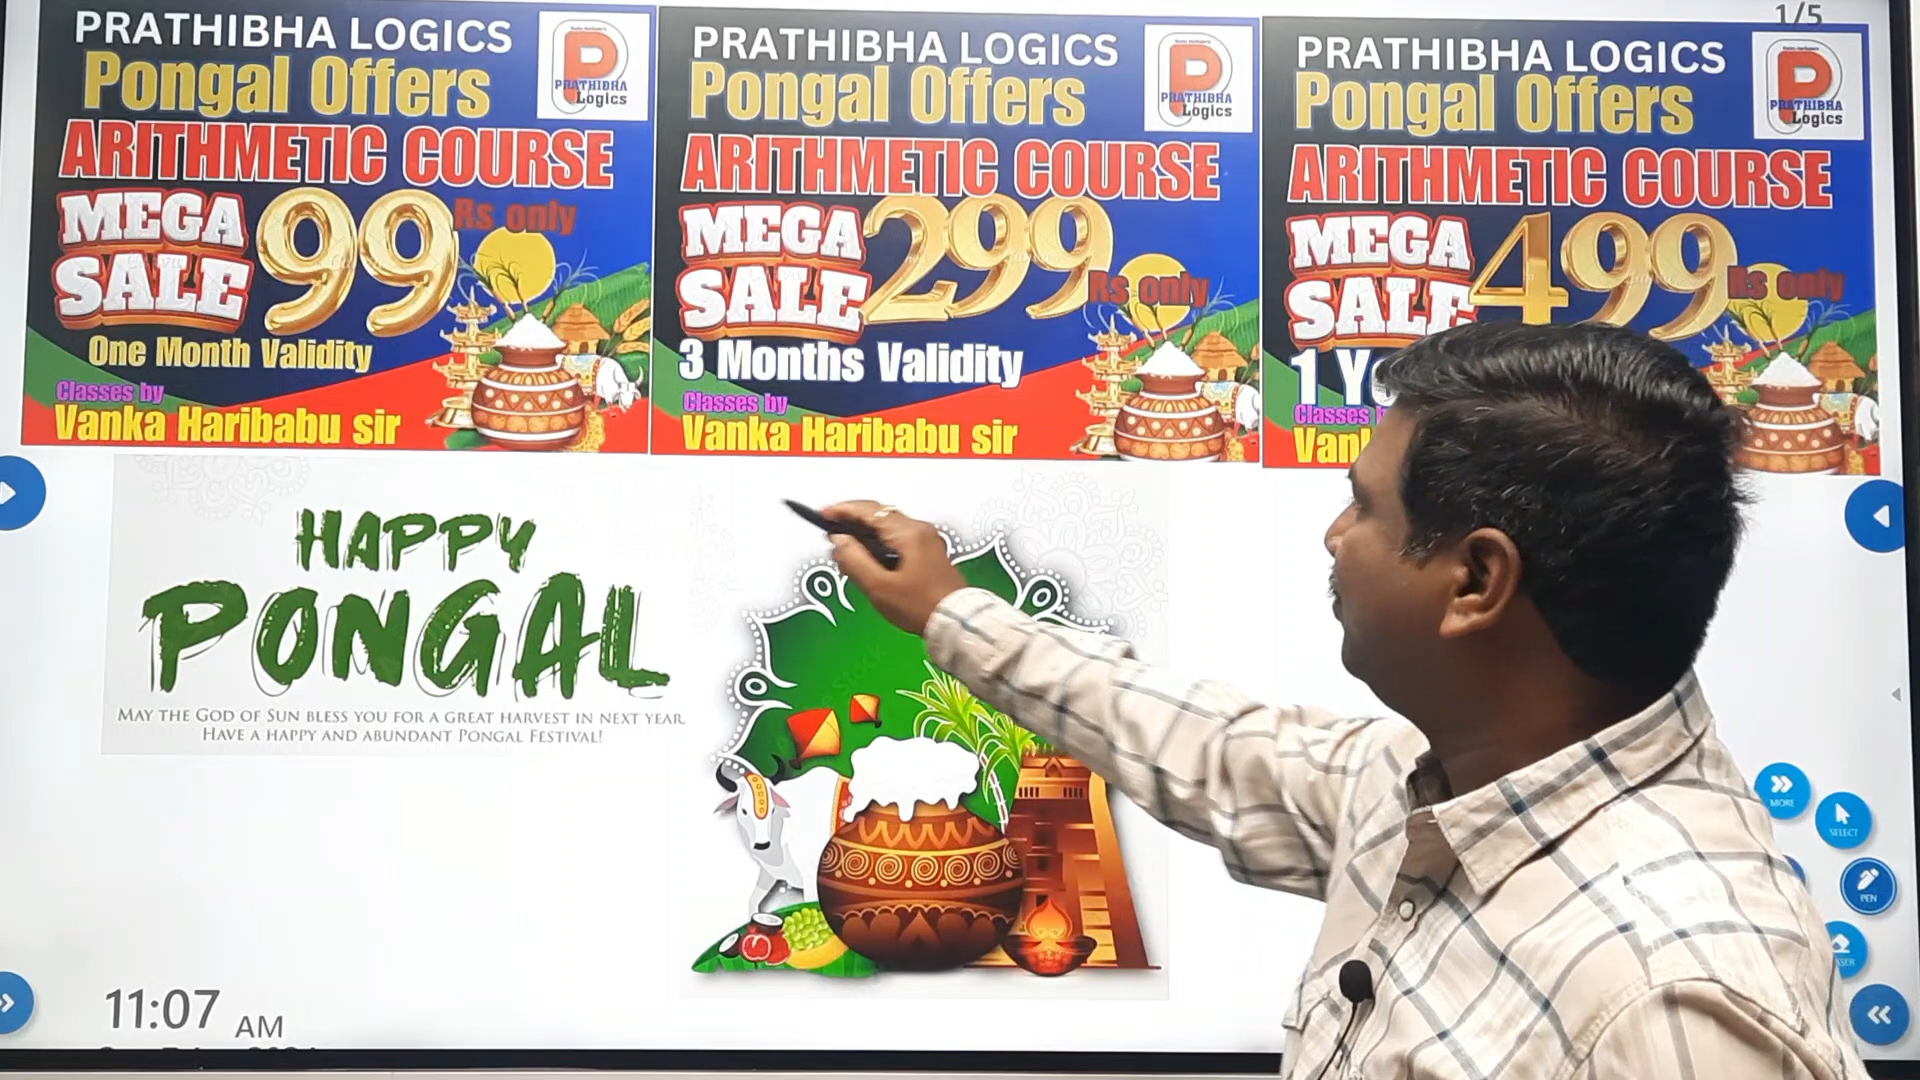 1/5
PRATHIBHA LOGICS
Pongal Offers
ARITHMETIC COURSE
MEGA
SALE
99
Rs only
One Month Validity
Classes by
Vanka Haribabu sir
PRATHIBHA
Logics
PRATHIBHA LOGICS
Pongal Offers
ARITHMETIC COURSE
MEGA
SALE
299
Rs only
3 Months Validity
Classes by
Vanka Haribabu sir
PRATHIBHA
Logics
PRATHIBHA LOGICS
Pongal Offers
ARITHMETIC COURSE
MEGA
SALE
499
Rs only
1
Classes
PRATHIBHA
Logics
HAPPY
PONGAL
MAY THE GOD OF SUN BLESS YOU FOR A GREAT HARVEST IN NEXT YEAR.
HAVE A HAPPY AND ABUNDANT PONGAL FESTIVAL!
MORE
SELECT
PEN
11:07 AM